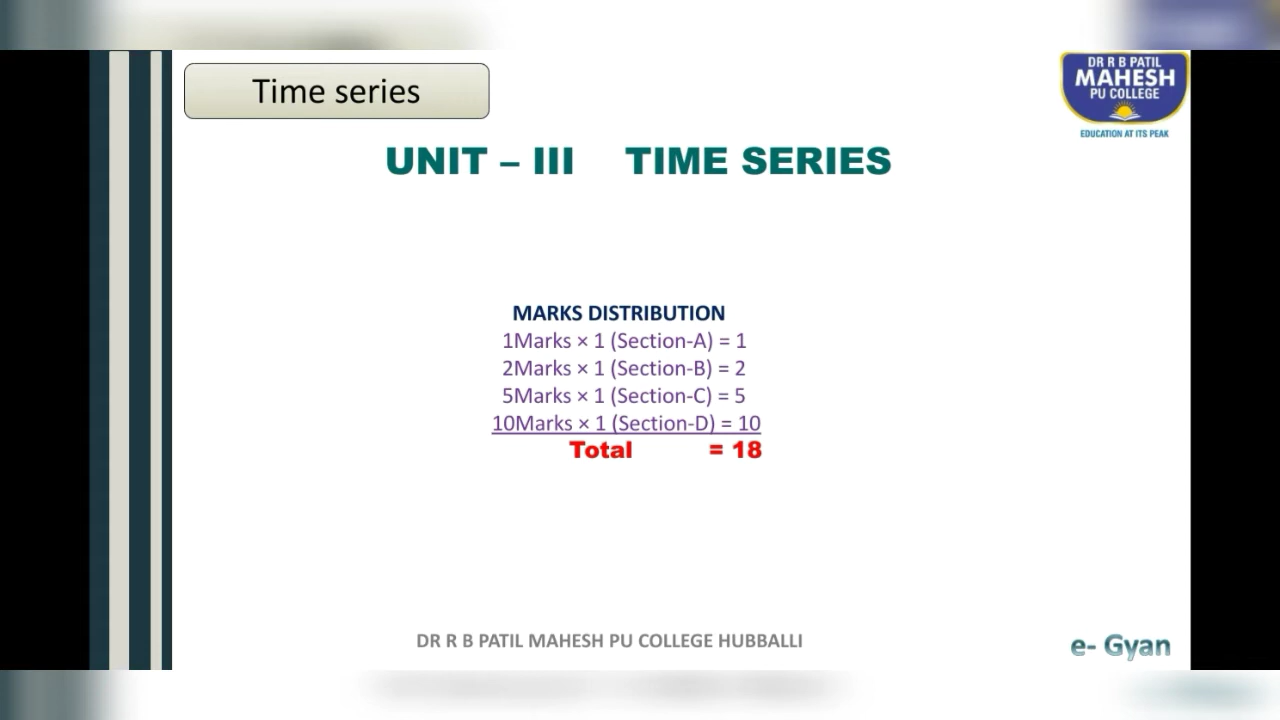 Time series
DR R B PATIL
MAHESH
PU COLLEGE
EDUCATION AT ITS PEAK
UNIT – III TIME SERIES
MARKS DISTRIBUTION
1Marks × 1 (Section-A) = 1
2Marks × 1 (Section-B) = 2
5Marks × 1 (Section-C) = 5
10Marks × 1 (Section-D) = 10
Total = 18
DR R B PATIL MAHESH PU COLLEGE HUBBALLI
e- Gyan